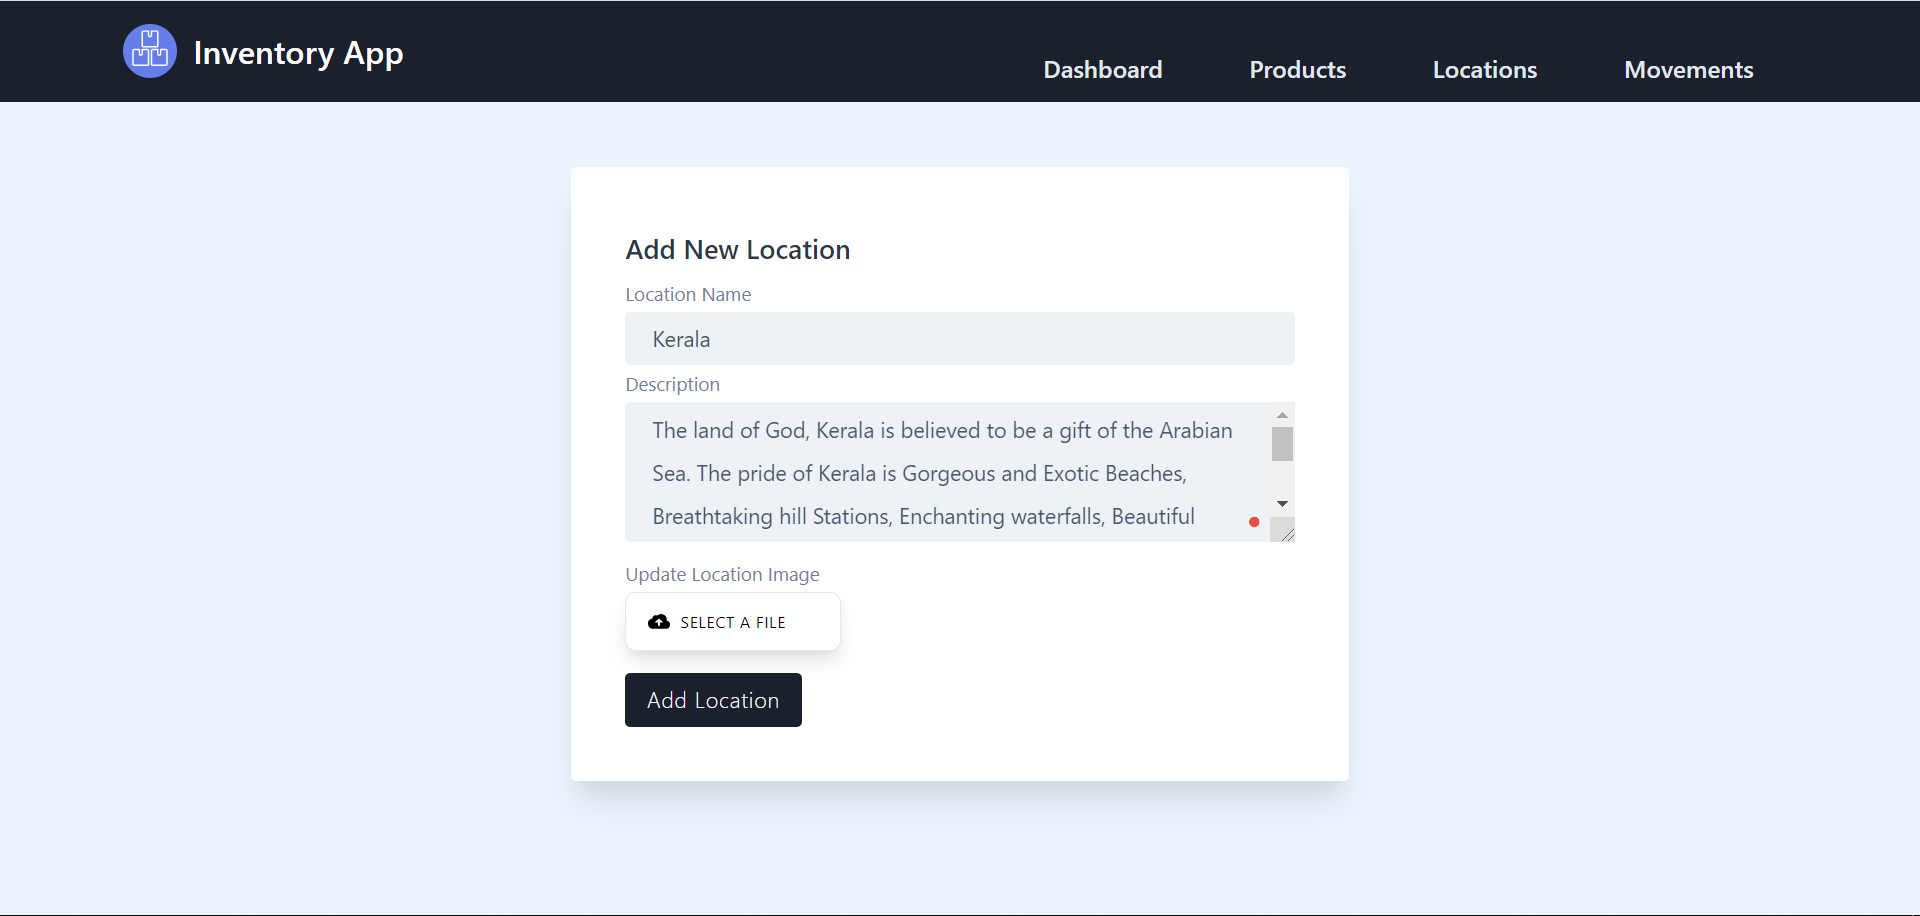 Inventory App
Dashboard
Products
Locations
Movements
Add New Location
Location Name
Kerala
Description
The land of God, Kerala is believed to be a gift of the Arabian
Sea. The pride of Kerala is Gorgeous and Exotic Beaches,
Breathtaking hill Stations, Enchanting waterfalls, Beautiful
Update Location Image
SELECT A FILE
Add Location